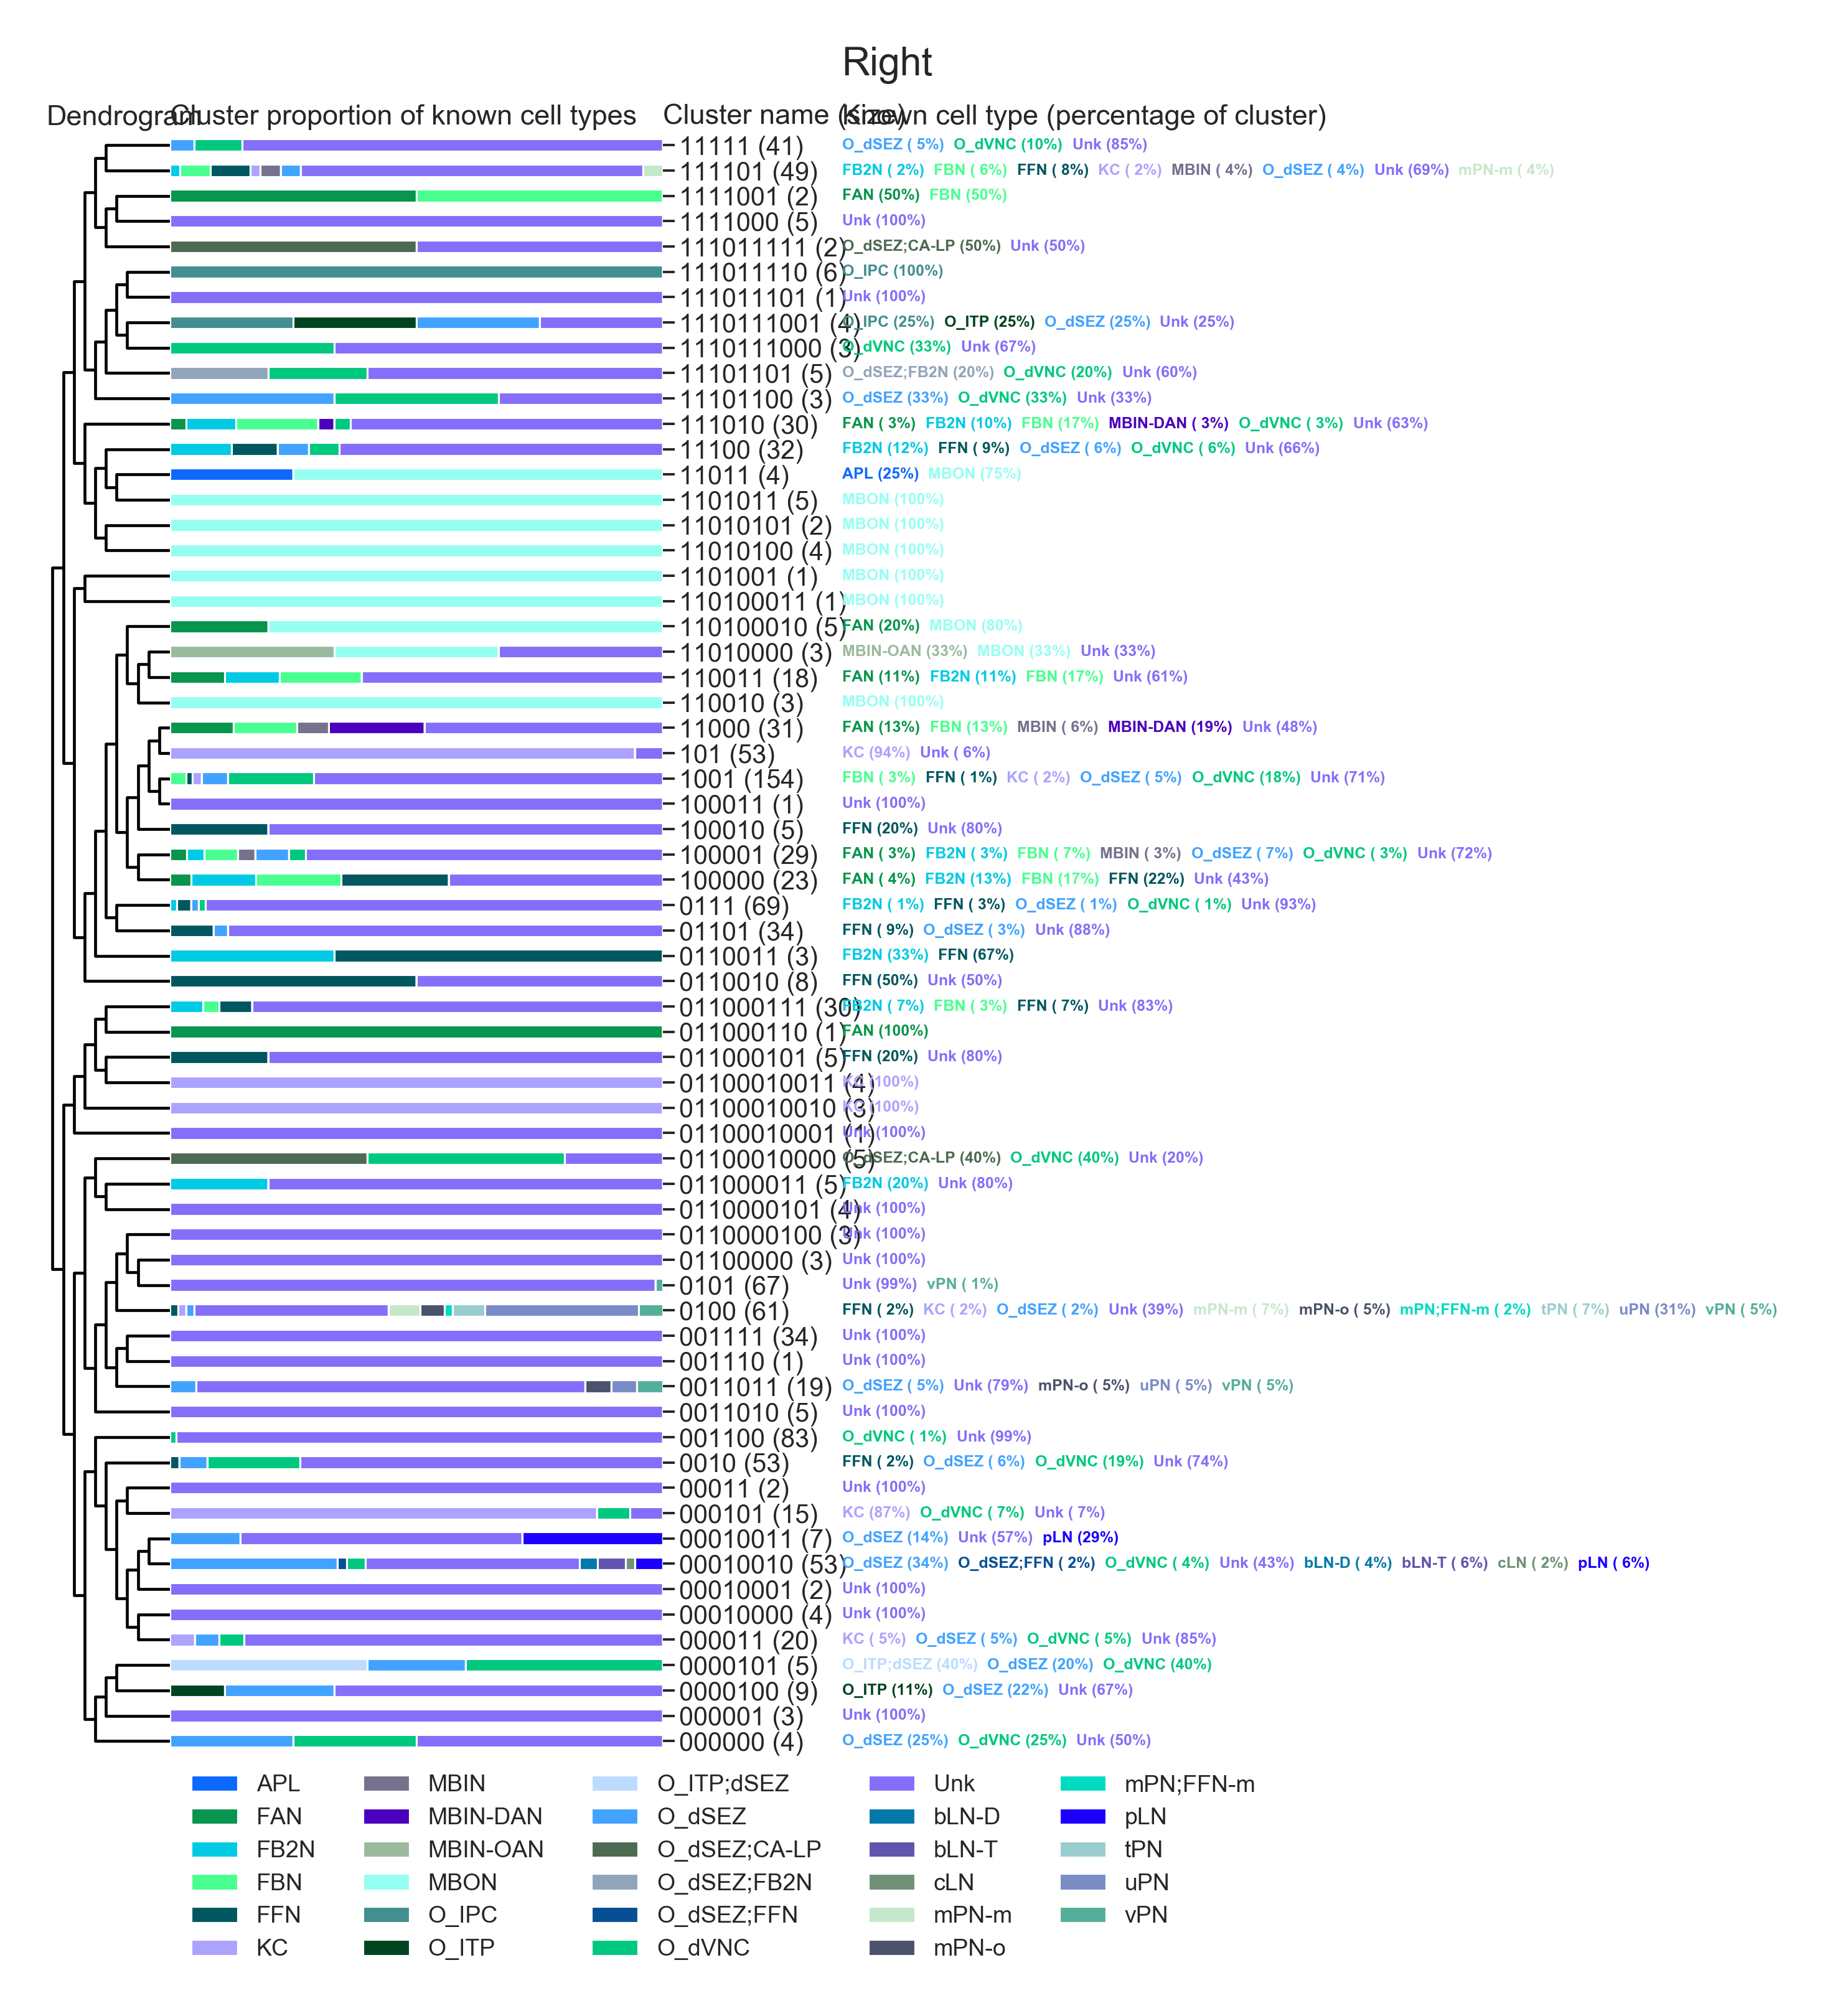 Right
Dendrogram Cluster proportion of known cell types Cluster name (size) Known cell type (percentage of cluster)
11111 (41) O_dSEZ ( 5%) O_dVNC (10%) Unk (85%)
111101 (49) FB2N ( 2%) FBN ( 6%) FFN ( 8%) KC ( 2%) MBIN ( 4%) O_dSEZ ( 4%) Unk (69%) mPN-m ( 4%)
1111001 (2) FAN (50%) FBN (50%)
1111000 (5) Unk (100%)
111011111 (2) O_dSEZ;CA-LP (50%) Unk (50%)
111011110 (6) O_IPC (100%)
111011101 (1) Unk (100%)
1110111001 (4) O_IPC (25%) O_ITP (25%) O_dSEZ (25%) Unk (25%)
1110111000 (3) O_dVNC (33%) Unk (67%)
11101101 (5) O_dSEZ;FB2N (20%) O_dVNC (20%) Unk (60%)
11101100 (3) O_dSEZ (33%) O_dVNC (33%) Unk (33%)
111010 (30) FAN ( 3%) FB2N (10%) FBN (17%) MBIN-DAN ( 3%) O_dVNC ( 3%) Unk (63%)
11100 (32) FB2N (12%) FFN ( 9%) O_dSEZ ( 6%) O_dVNC ( 6%) Unk (66%)
11011 (4) APL (25%) MBON (75%)
1101011 (5) MBON (100%)
11010101 (2) MBON (100%)
11010100 (4) MBON (100%)
1101001 (1) MBON (100%)
110100011 (1) MBON (100%)
110100010 (5) FAN (20%) MBON (80%)
11010000 (3) MBIN-OAN (33%) MBON (33%) Unk (33%)
110011 (18) FAN (11%) FB2N (11%) FBN (17%) Unk (61%)
110010 (3) MBON (100%)
11000 (31) FAN (13%) FBN (13%) MBIN ( 6%) MBIN-DAN (19%) Unk (48%)
101 (53) KC (94%) Unk ( 6%)
1001 (154) FBN ( 3%) FFN ( 1%) KC ( 2%) O_dSEZ ( 5%) O_dVNC (18%) Unk (71%)
100011 (1) Unk (100%)
100010 (5) FFN (20%) Unk (80%)
100001 (29) FAN ( 3%) FB2N ( 3%) FBN ( 7%) MBIN ( 3%) O_dSEZ ( 7%) O_dVNC ( 3%) Unk (72%)
100000 (23) FAN ( 4%) FB2N (13%) FBN (17%) FFN (22%) Unk (43%)
0111 (69) FB2N ( 1%) FFN ( 3%) O_dSEZ ( 1%) O_dVNC ( 1%) Unk (93%)
01101 (34) FFN ( 9%) O_dSEZ ( 3%) Unk (88%)
0110011 (3) FB2N (33%) FFN (67%)
0110010 (8) FFN (50%) Unk (50%)
011000111 (30) FB2N ( 7%) FBN ( 3%) FFN ( 7%) Unk (83%)
011000110 (1) FAN (100%)
011000101 (5) FFN (20%) Unk (80%)
01100010011 (4) KC (100%)
01100010010 (3) KC (100%)
01100010001 (1) Unk (100%)
01100010000 (5) O_dSEZ;CA-LP (40%) O_dVNC (40%) Unk (20%)
011000011 (5) FB2N (20%) Unk (80%)
0110000101 (4) Unk (100%)
0110000100 (3) Unk (100%)
01100000 (3) Unk (100%)
0101 (67) Unk (99%) vPN ( 1%)
0100 (61) FFN ( 2%) KC ( 2%) O_dSEZ ( 2%) Unk (39%) mPN-m ( 7%) mPN-o ( 5%) mPN;FFN-m ( 2%) tPN ( 7%) uPN (31%) vPN ( 5%)
001111 (34) Unk (100%)
001110 (1) Unk (100%)
0011011 (19) O_dSEZ ( 5%) Unk (79%) mPN-o ( 5%) uPN ( 5%) vPN ( 5%)
0011010 (5) Unk (100%)
001100 (83) O_dVNC ( 1%) Unk (99%)
0010 (53) FFN ( 2%) O_dSEZ ( 6%) O_dVNC (19%) Unk (74%)
00011 (2) Unk (100%)
000101 (15) KC (87%) O_dVNC ( 7%) Unk ( 7%)
00010011 (7) O_dSEZ (14%) Unk (57%) pLN (29%)
00010010 (53) O_dSEZ (34%) O_dSEZ;FFN ( 2%) O_dVNC ( 4%) Unk (43%) bLN-D ( 4%) bLN-T ( 6%) cLN ( 2%) pLN ( 6%)
00010001 (2) Unk (100%)
00010000 (4) Unk (100%)
000011 (20) KC ( 5%) O_dSEZ ( 5%) O_dVNC ( 5%) Unk (85%)
0000101 (5) O_ITP;dSEZ (40%) O_dSEZ (20%) O_dVNC (40%)
0000100 (9) O_ITP (11%) O_dSEZ (22%) Unk (67%)
000001 (3) Unk (100%)
000000 (4) O_dSEZ (25%) O_dVNC (25%) Unk (50%)
APL MBIN O_ITP;dSEZ Unk mPN;FFN-m
FAN MBIN-DAN O_dSEZ bLN-D pLN
FB2N MBIN-OAN O_dSEZ;CA-LP bLN-T tPN
FBN MBON O_dSEZ;FB2N cLN uPN
FFN O_IPC O_dSEZ;FFN mPN-m vPN
KC O_ITP O_dVNC mPN-o